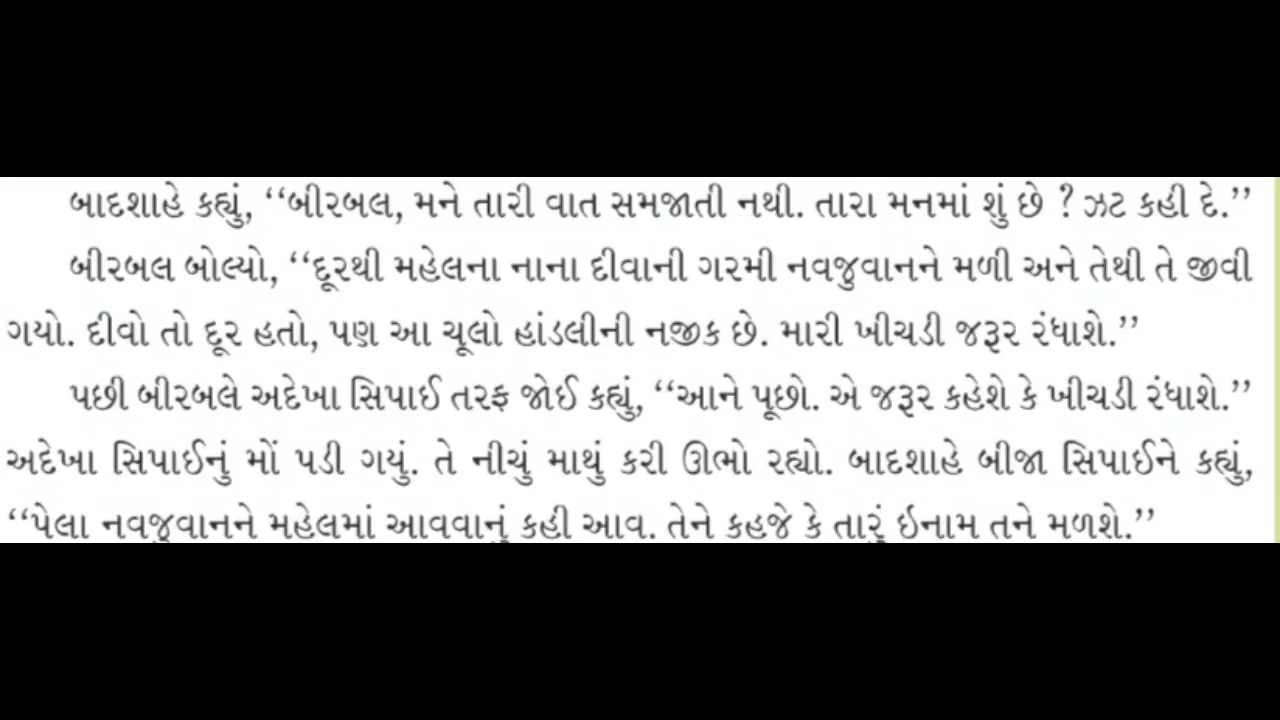 બાદશાહે કહ્યું, ‘‘બીરબલ, મને તારી વાત સમજાતી નથી. તારા મનમાં શું છે ? ઝટ કહી દે.’’
બીરબલ બોલ્યો, ‘‘દૂરથી મહેલના નાના દીવાની ગરમી નવજુવાનને મળી અને તેથી તે જીવી
ગયો. દીવો તો દૂર હતો, પણ આ ચૂલો હાંડલીની નજીક છે. મારી ખીચડી જરૂર રંધાશે.’’
પછી બીરબલે અદેખા સિપાઈ તરફ જોઈ કહ્યું, ‘‘આને પૂછો. એ જરૂર કહેશે કે ખીચડી રંધાશે.’’
અદેખા સિપાઈનું મોં પડી ગયું. તે નીચું માથું કરી ઊભો રહ્યો. બાદશાહે બીજા સિપાઈને કહ્યું,
‘‘પેલા નવજુવાનને મહેલમાં આવવાનું કહી આવ. તેને કહજે કે તારું ઇનામ તને મળશે.’’